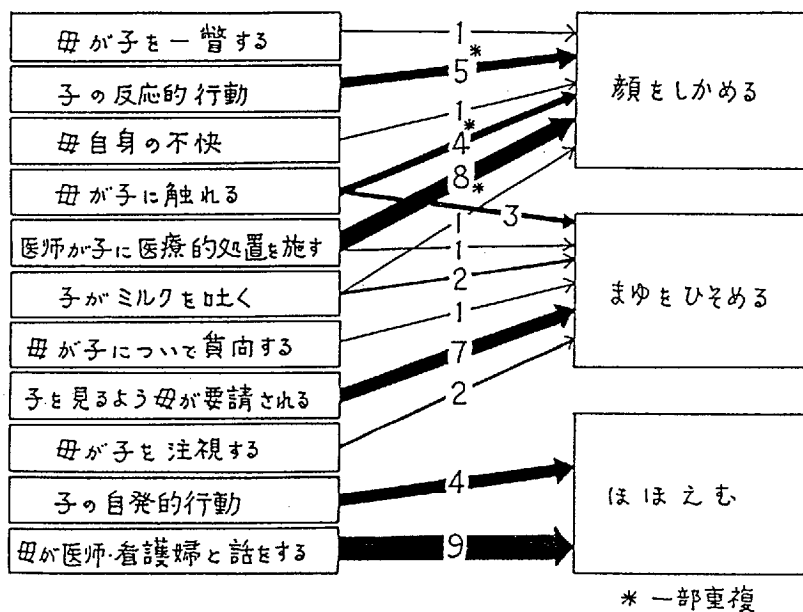 母が子を一瞥する
子の反応的行動
母自身の不快
母が子に触れる
医師が子に医療的処置を施す
子がミルクを吐く
母が子について質問する
子を見るよう母が要請される
母が子を注視する
子の自発的行動
母が医師・看護婦と話をする
1
5*
1
4*
8*
1
3
1
2
1
7
2
4
9
顔をしかめる
まゆをひそめる
ほほえむ
* 一部重複